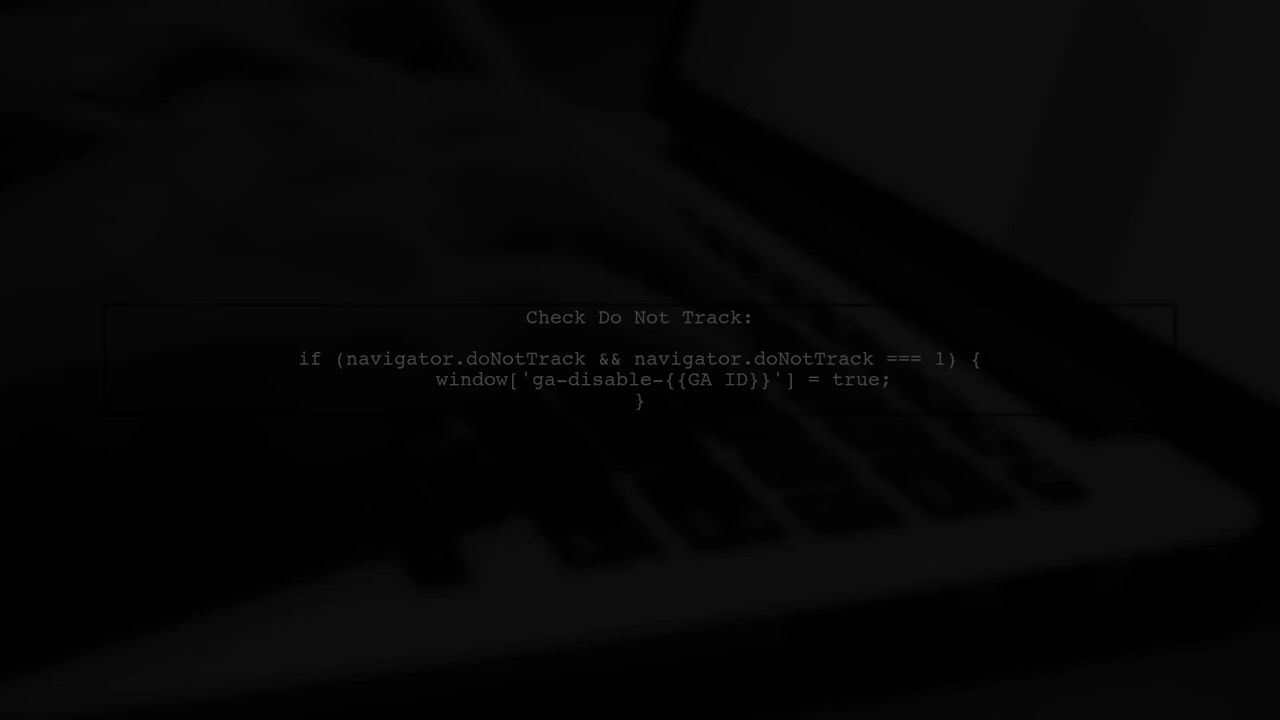 Check Do Not Track:
if (navigator.doNotTrack && navigator.doNotTrack === 1) {
window['ga-disable-{{GA ID}}'] = true;
}